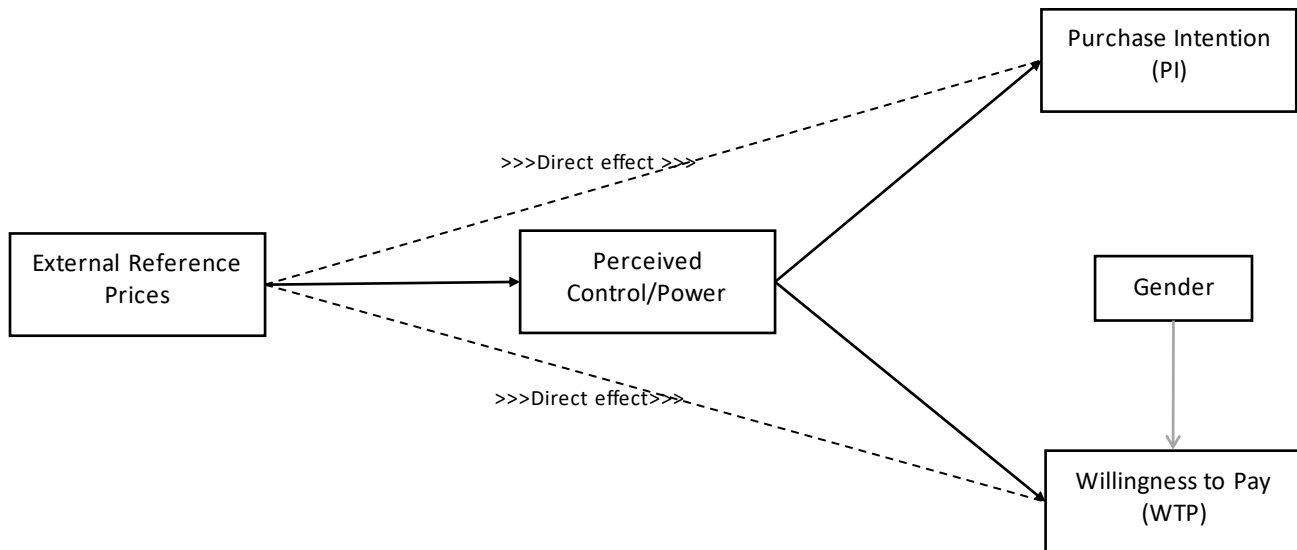 Purchase Intention
(PI)
>>>Direct effect >>>
External Reference
Prices
Perceived
Control/Power
Gender
>>>Direct effect>>>
Willingness to Pay
(WTP)